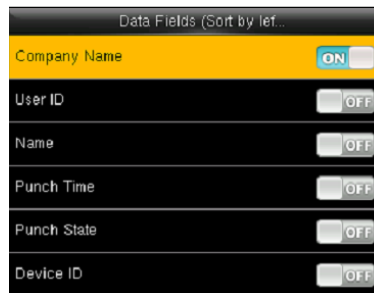 Data Fields (Sort by lef...
Company Name ON
User ID OFF
Name OFF
Punch Time OFF
Punch State OFF
Device ID OFF